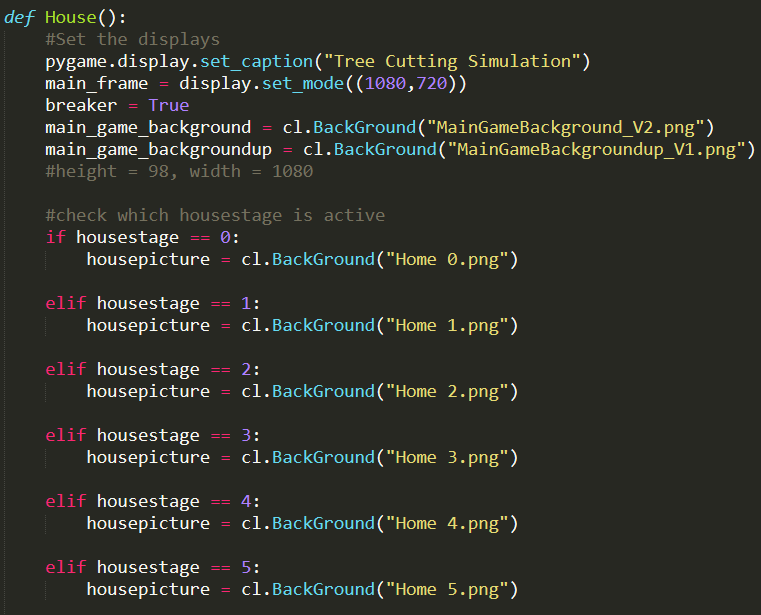 def House():
    #Set the displays
    pygame.display.set_caption("Tree Cutting Simulation")
    main_frame = display.set_mode((1080,720))
    breaker = True
    main_game_background = cl.BackGround("MainGameBackground_V2.png")
    main_game_backgroundup = cl.BackGround("MainGameBackgroundup_V1.png")
    #height = 98, width = 1080

    #check which housestage is active
    if housestage == 0:
        housepicture = cl.BackGround("Home 0.png")

    elif housestage == 1:
        housepicture = cl.BackGround("Home 1.png")

    elif housestage == 2:
        housepicture = cl.BackGround("Home 2.png")

    elif housestage == 3:
        housepicture = cl.BackGround("Home 3.png")

    elif housestage == 4:
        housepicture = cl.BackGround("Home 4.png")

    elif housestage == 5:
        housepicture = cl.BackGround("Home 5.png")